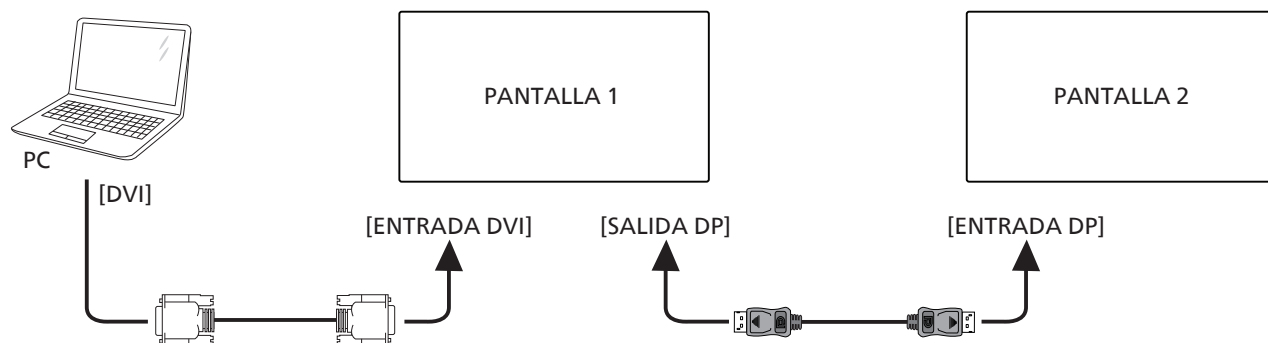 PANTALLA 1
PANTALLA 2
PC
[DVI]
[ENTRADA DVI]
[SALIDA DP]
[ENTRADA DP]